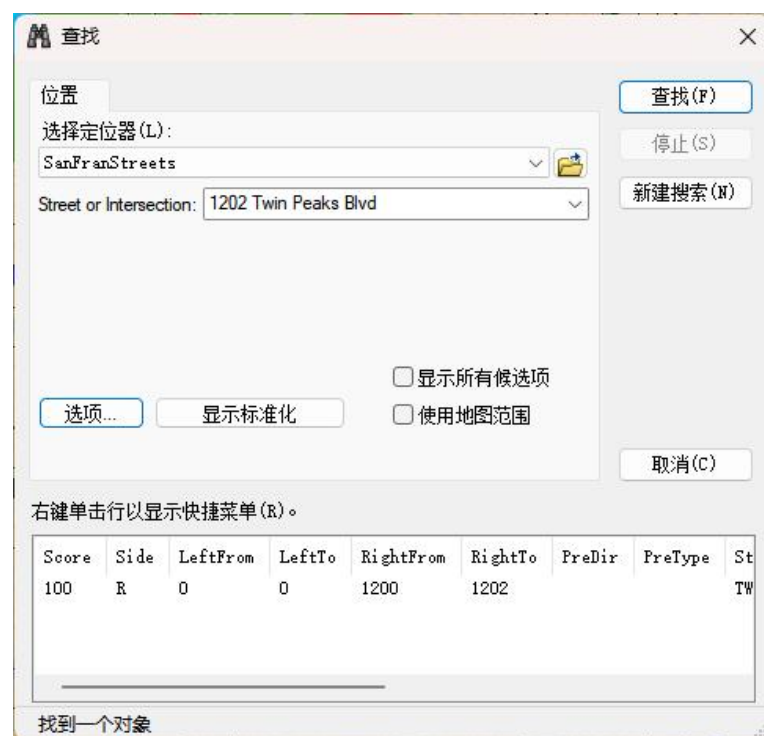 查找
位置
选择定位器(L):
SanFranStreets
Street or Intersection: 1202 Twin Peaks Blvd
显示所有候选项
选项... 显示标准化 使用地图范围
查找(F)
停止(S)
新建搜索(N)
取消(C)
右键单击行以显示快捷菜单(R)。
Score Side LeftFrom LeftTo RightFrom RightTo PreDir PreType St
100 R 0 0 1200 1202 TW
找到一个对象